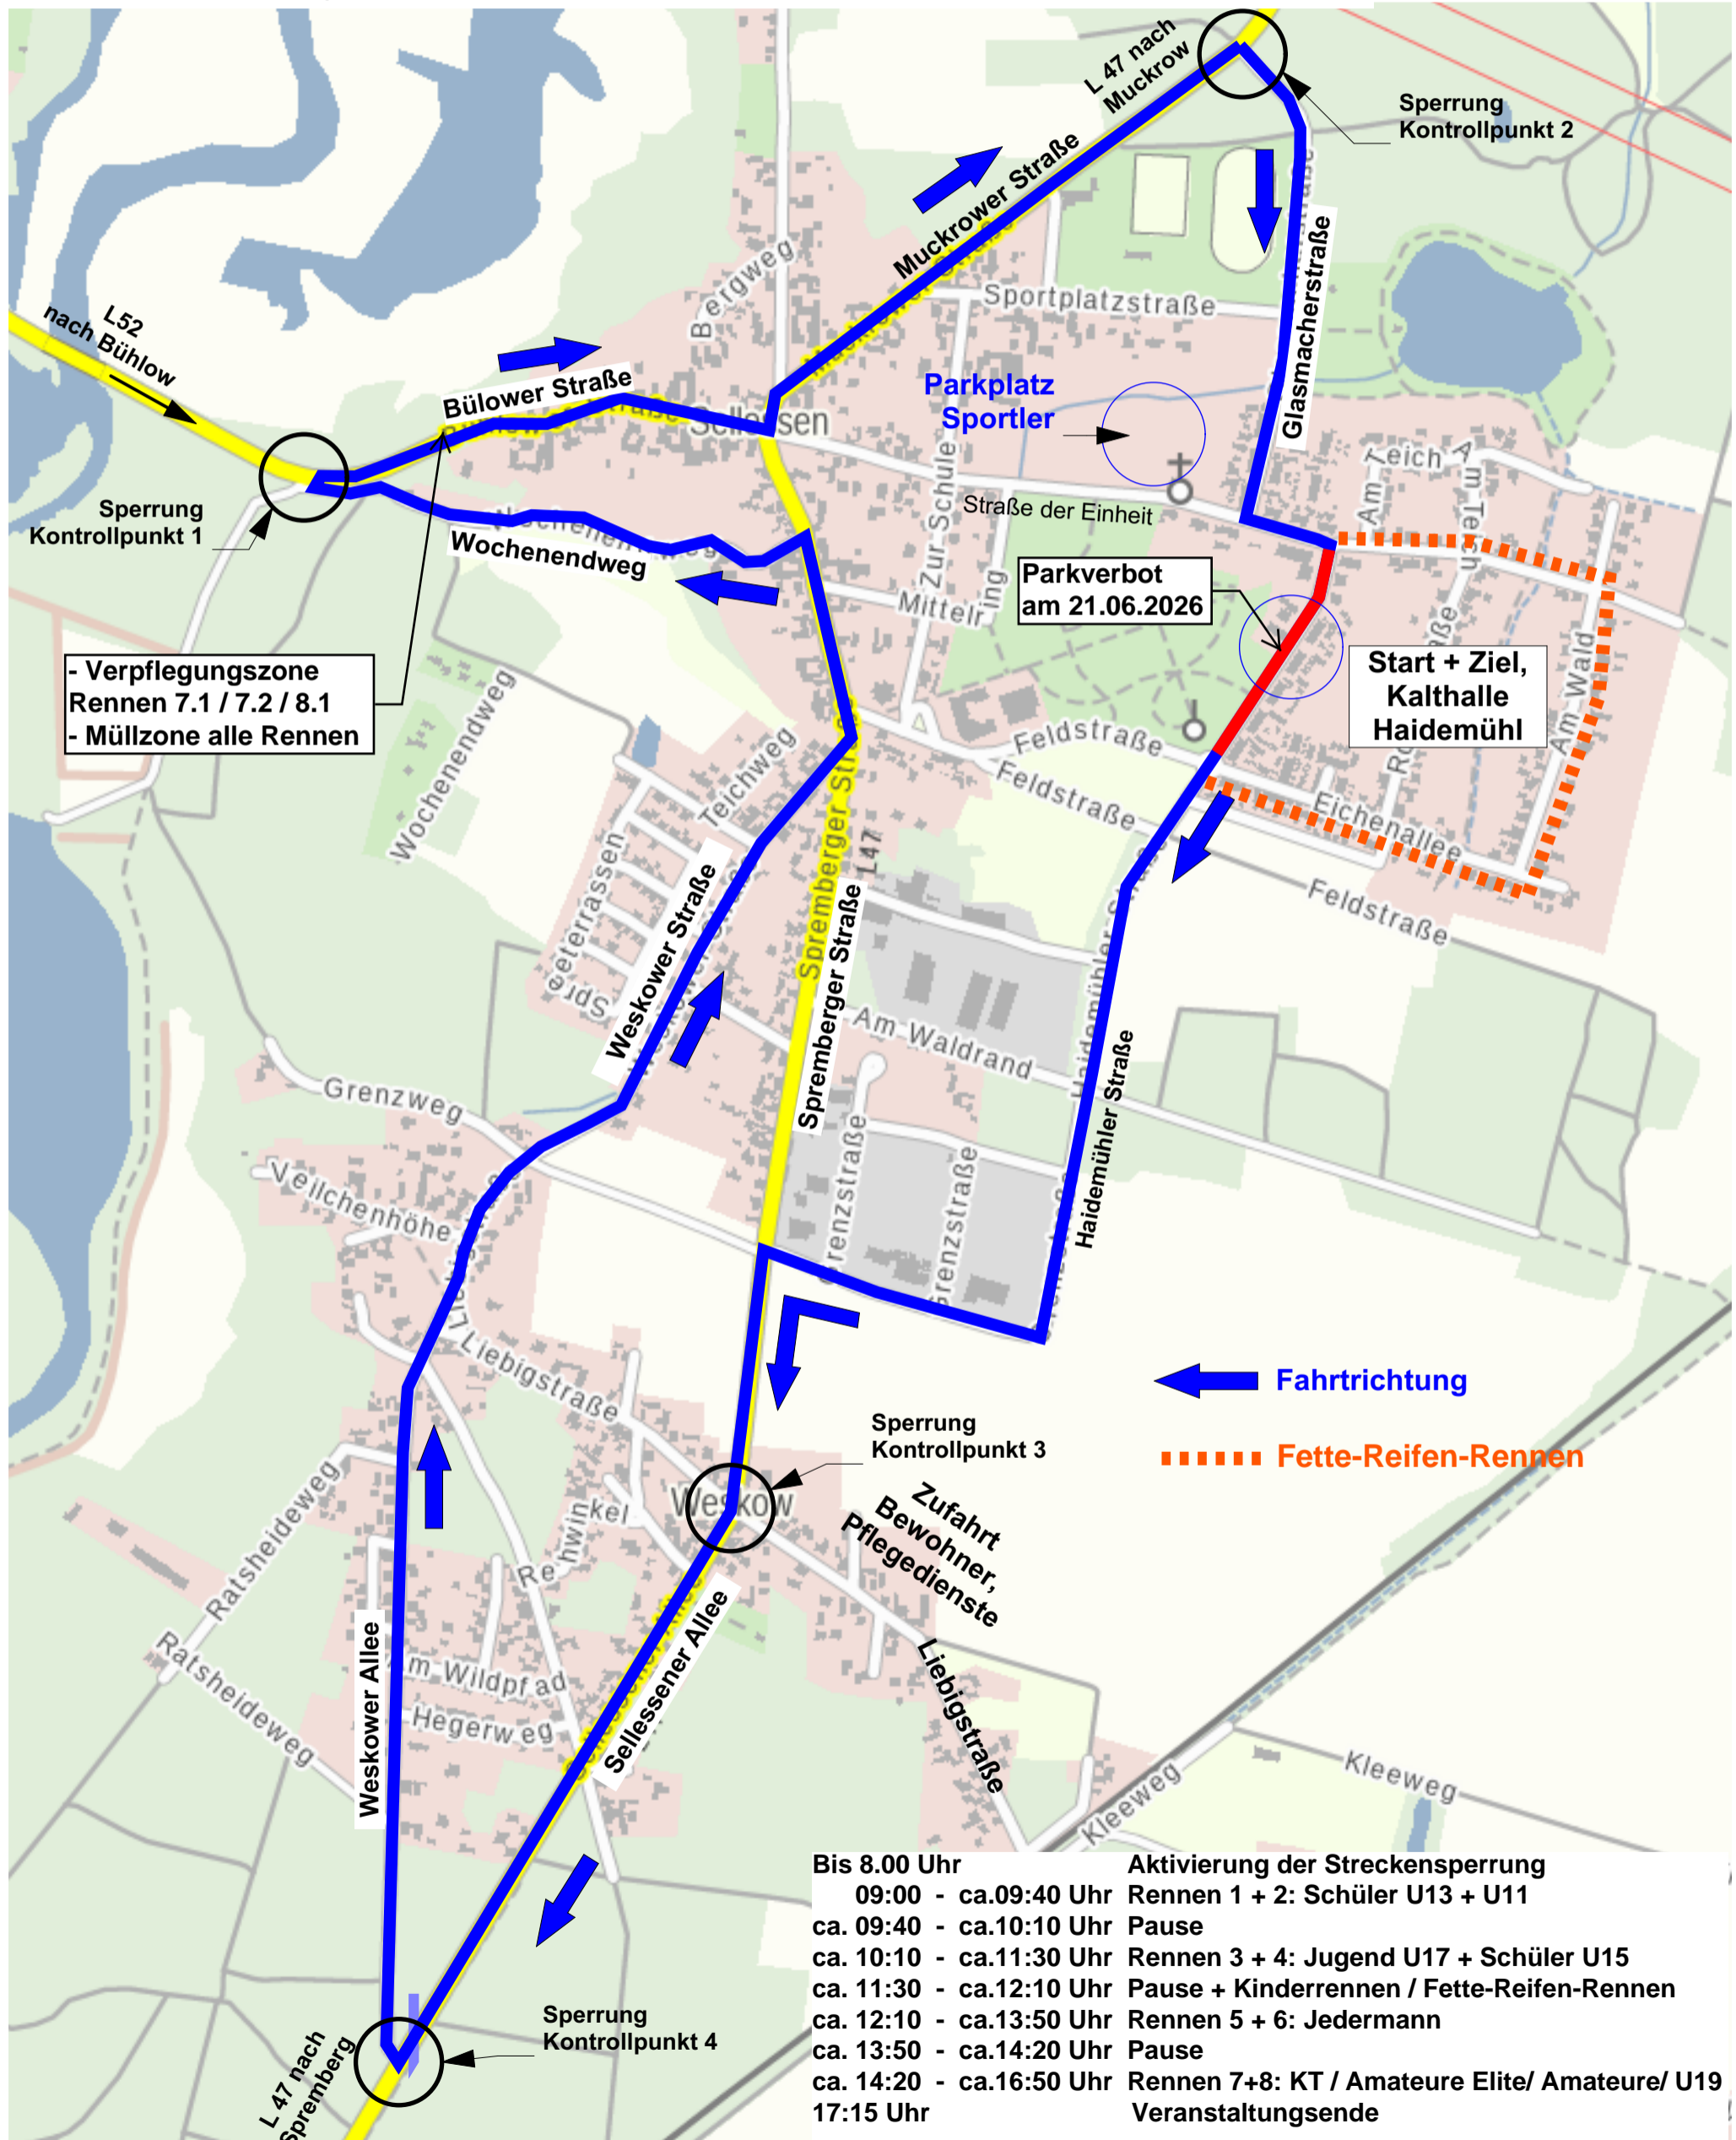 L 47 nach
Muckrow
Sperrung
Kontrollpunkt 2
Muckrower Straße
Bergweg
Sportplatzstraße
Glasmacherstraße
L52
nach Bühlow
Bülower Straße
Parkplatz
Sportler
Sperrung
Kontrollpunkt 1
Wochenendweg
Zur Schule
Straße der Einheit
Am Teich
Am Teich
Mittelring
Parkverbot
am 21.06.2026
- Verpflegungszone
Rennen 7.1 / 7.2 / 8.1
- Müllzone alle Rennen
Start + Ziel,
Kalthalle
Haidemühl
Am Wald
Wochenendweg
Teichweg
Feldstraße
Feldstraße
Eichenallee
Feldstraße
Spreeterrassen
Weskower Straße
Spremberger Straße
L47
Spremberger Straße
Am Waldrand
Haidemühler Straße
Haidemühler Straße
Grenzweg
Veilchenhöhe
Grenzstraße
Grenzstraße
Liebigstraße
Fahrtrichtung
Fette-Reifen-Rennen
Sperrung
Kontrollpunkt 3
Weskow
Zufahrt
Bewohner,
Pflegedienste
Ratsheideweg
Rehwinkel
Ratsheideweg
Weskower Allee
Am Wildpfad
Hegerweg
Sellessener Allee
Liebigstraße
Kleeweg
Kleeweg
Sperrung
Kontrollpunkt 4
L 47 nach
Spremberg
Bis 8.00 Uhr Aktivierung der Streckensperrung
09:00 - ca.09:40 Uhr Rennen 1 + 2: Schüler U13 + U11
ca. 09:40 - ca.10:10 Uhr Pause
ca. 10:10 - ca.11:30 Uhr Rennen 3 + 4: Jugend U17 + Schüler U15
ca. 11:30 - ca.12:10 Uhr Pause + Kinderrennen / Fette-Reifen-Rennen
ca. 12:10 - ca.13:50 Uhr Rennen 5 + 6: Jedermann
ca. 13:50 - ca.14:20 Uhr Pause
ca. 14:20 - ca.16:50 Uhr Rennen 7+8: KT / Amateure Elite/ Amateure/ U19
17:15 Uhr Veranstaltungsende